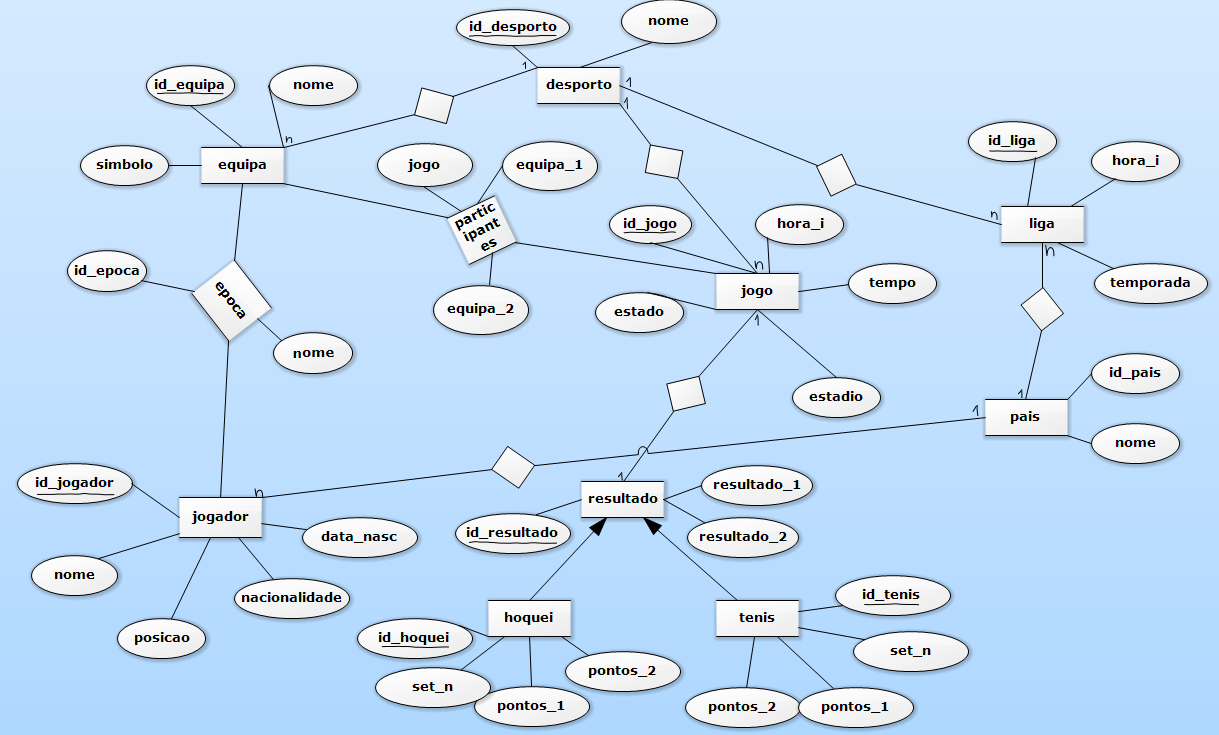 id_desporto
nome
1
desporto
1
1
id_equipa
nome
n
simbolo
equipa
jogo
equipa_1
partic
ipant
es
equipa_2
id_liga
hora_i
n
liga
n
temporada
id_jogo
hora_i
n
jogo
tempo
estado
1
estadio
id_epoca
epoca
nome
1
id_pais
1
pais
nome
id_jogador
n
jogador
data_nasc
nome
nacionalidade
posicao
1
resultado
resultado_1
id_resultado
resultado_2
hoquei
id_hoquei
set_n
pontos_1
pontos_2
tenis
id_tenis
set_n
pontos_2
pontos_1